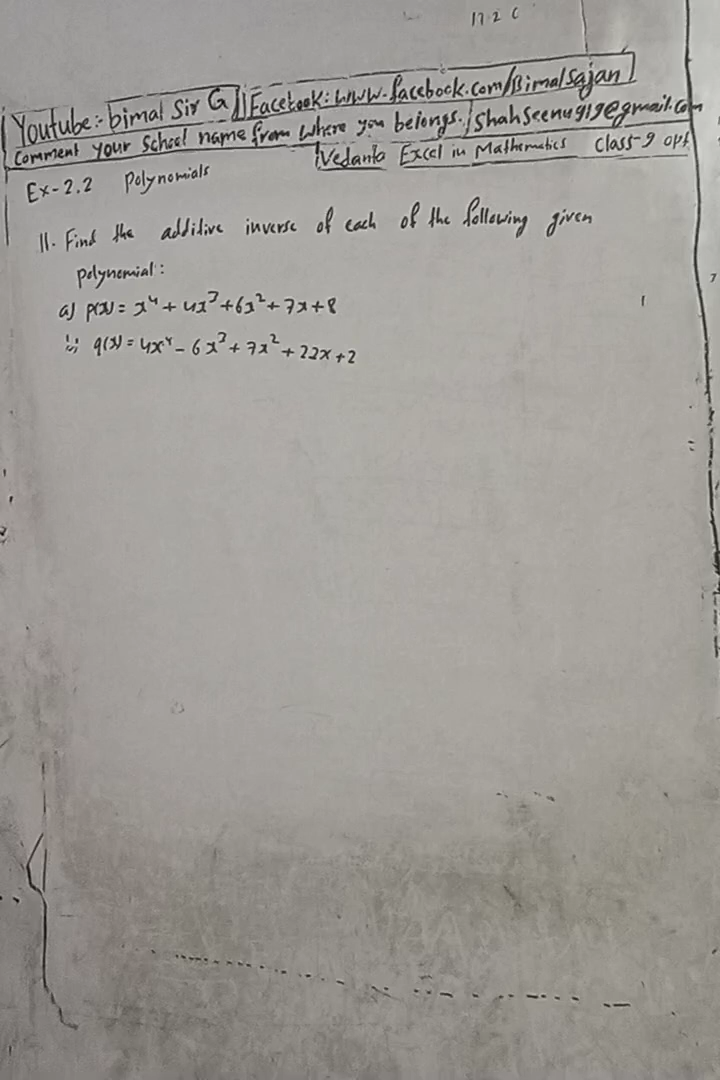 17 2 C
Youtube:- bimal Sir G || Facebook: www.facebook.com/Bimalsajan
Comment your School name from where you belongs. / shahseenu919@gmail.com
Vedanta Excel in Mathematics Class-9 opt
Ex-2.2 Polynomials
11. Find the additive inverse of each of the following given
polynomial:
a) p(x) = x⁴ + 4x³ + 6x² + 7x + 8
ii) q(x) = 4x⁴ - 6x³ + 7x² + 22x + 2